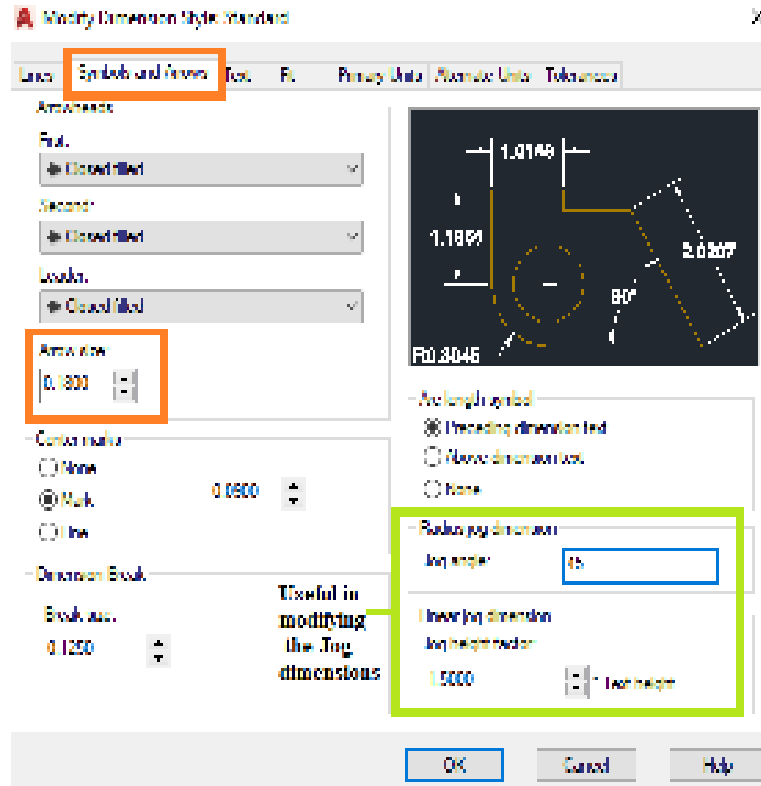 Modify Dimension Style: Standard
Lines Symbols and Arrows Text Fit Primary Units Alternate Units Tolerances
Arrowheads
First:
Closed filled
Second:
Closed filled
Leader:
Closed filled
Arrow size:
0.1800
Center marks
None
Mark
0.0900
Line
Dimension Break
Break size:
0.1250
Useful in
modifying
the Jog
dimensions
1.0159
1.1955
2.0207
60°
R0.8045
Arc length symbol
Preceding dimension text
Above dimension text
None
Radius jog dimension
Jog angle:
45
Linear jog dimension
Jog height factor:
1.5000
* Text height
OK Cancel Help